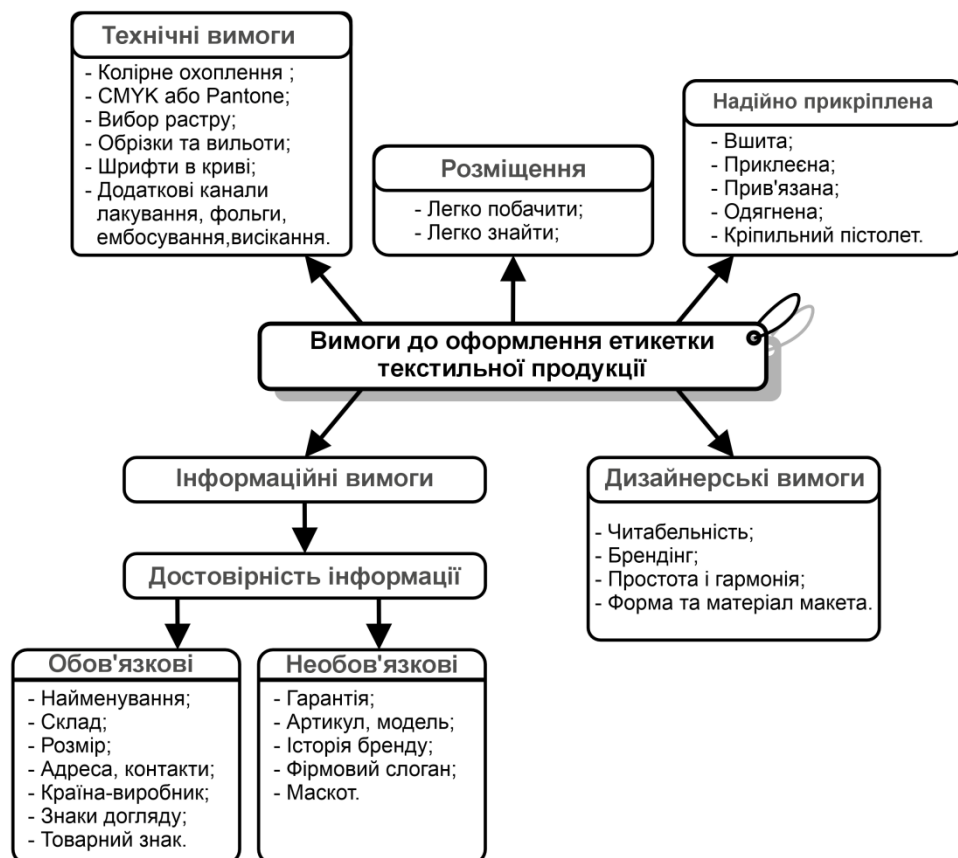 Технічні вимоги
- Колірне охоплення ;
- CMYK або Pantone;
- Вибор растру;
- Обрізки та вильоти;
- Шрифти в криві;
- Додаткові канали
лакування, фольги,
ембосування,висікання.
Розміщення
- Легко побачити;
- Легко знайти;
Надійно прикріплена
- Вшита;
- Приклеєна;
- Прив'язана;
- Одягнена;
- Кріпильний пістолет.
Вимоги до оформлення етикетки
текстильної продукції
Інформаційні вимоги
Достовірність інформації
Обов'язкові
- Найменування;
- Склад;
- Розмір;
- Адреса, контакти;
- Країна-виробник;
- Знаки догляду;
- Товарний знак.
Необов'язкові
- Гарантія;
- Артикул, модель;
- Історія бренду;
- Фірмовий слоган;
- Маскот.
Дизайнерські вимоги
- Читабельність;
- Брендінг;
- Простота і гармонія;
- Форма та матеріал макета.